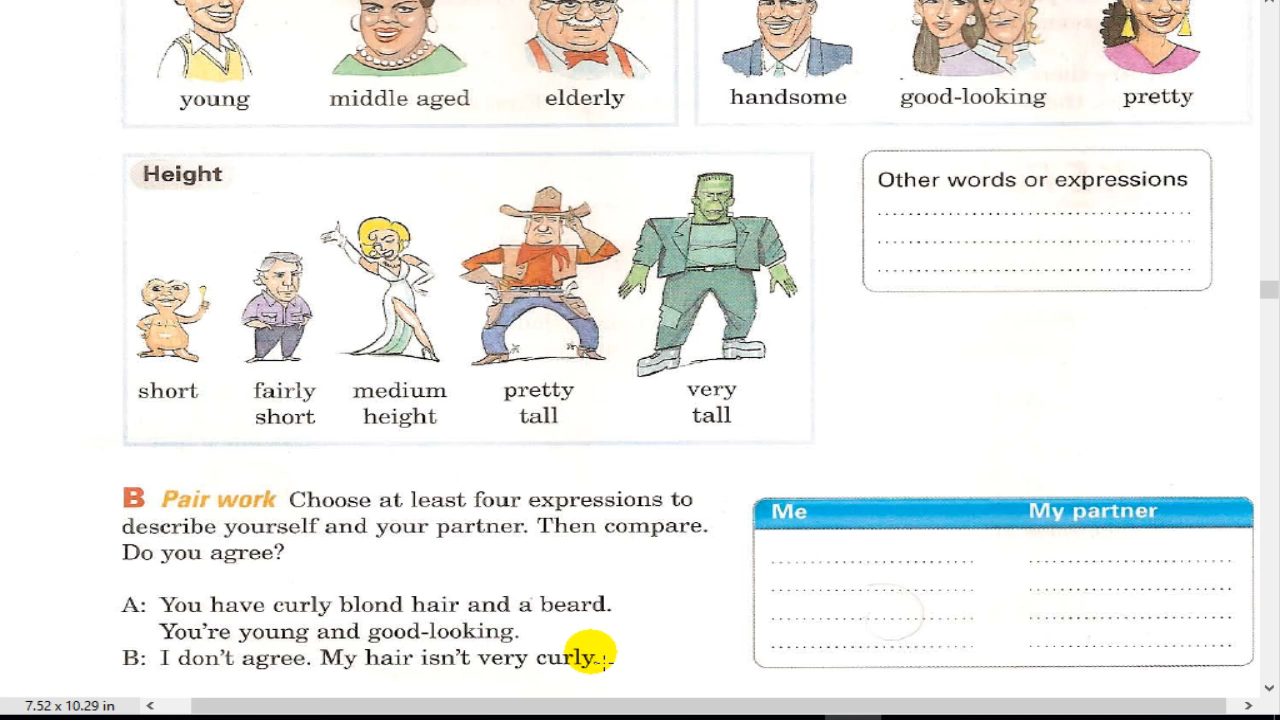 young
middle aged
elderly
handsome
good-looking
pretty
Height
short
fairly
short
medium
height
pretty
tall
very
tall
Other words or expressions
B Pair work Choose at least four expressions to
describe yourself and your partner. Then compare.
Do you agree?
A: You have curly blond hair and a beard.
You're young and good-looking.
B: I don't agree. My hair isn't very curly.
Me
My partner
7.52 x 10.29 in